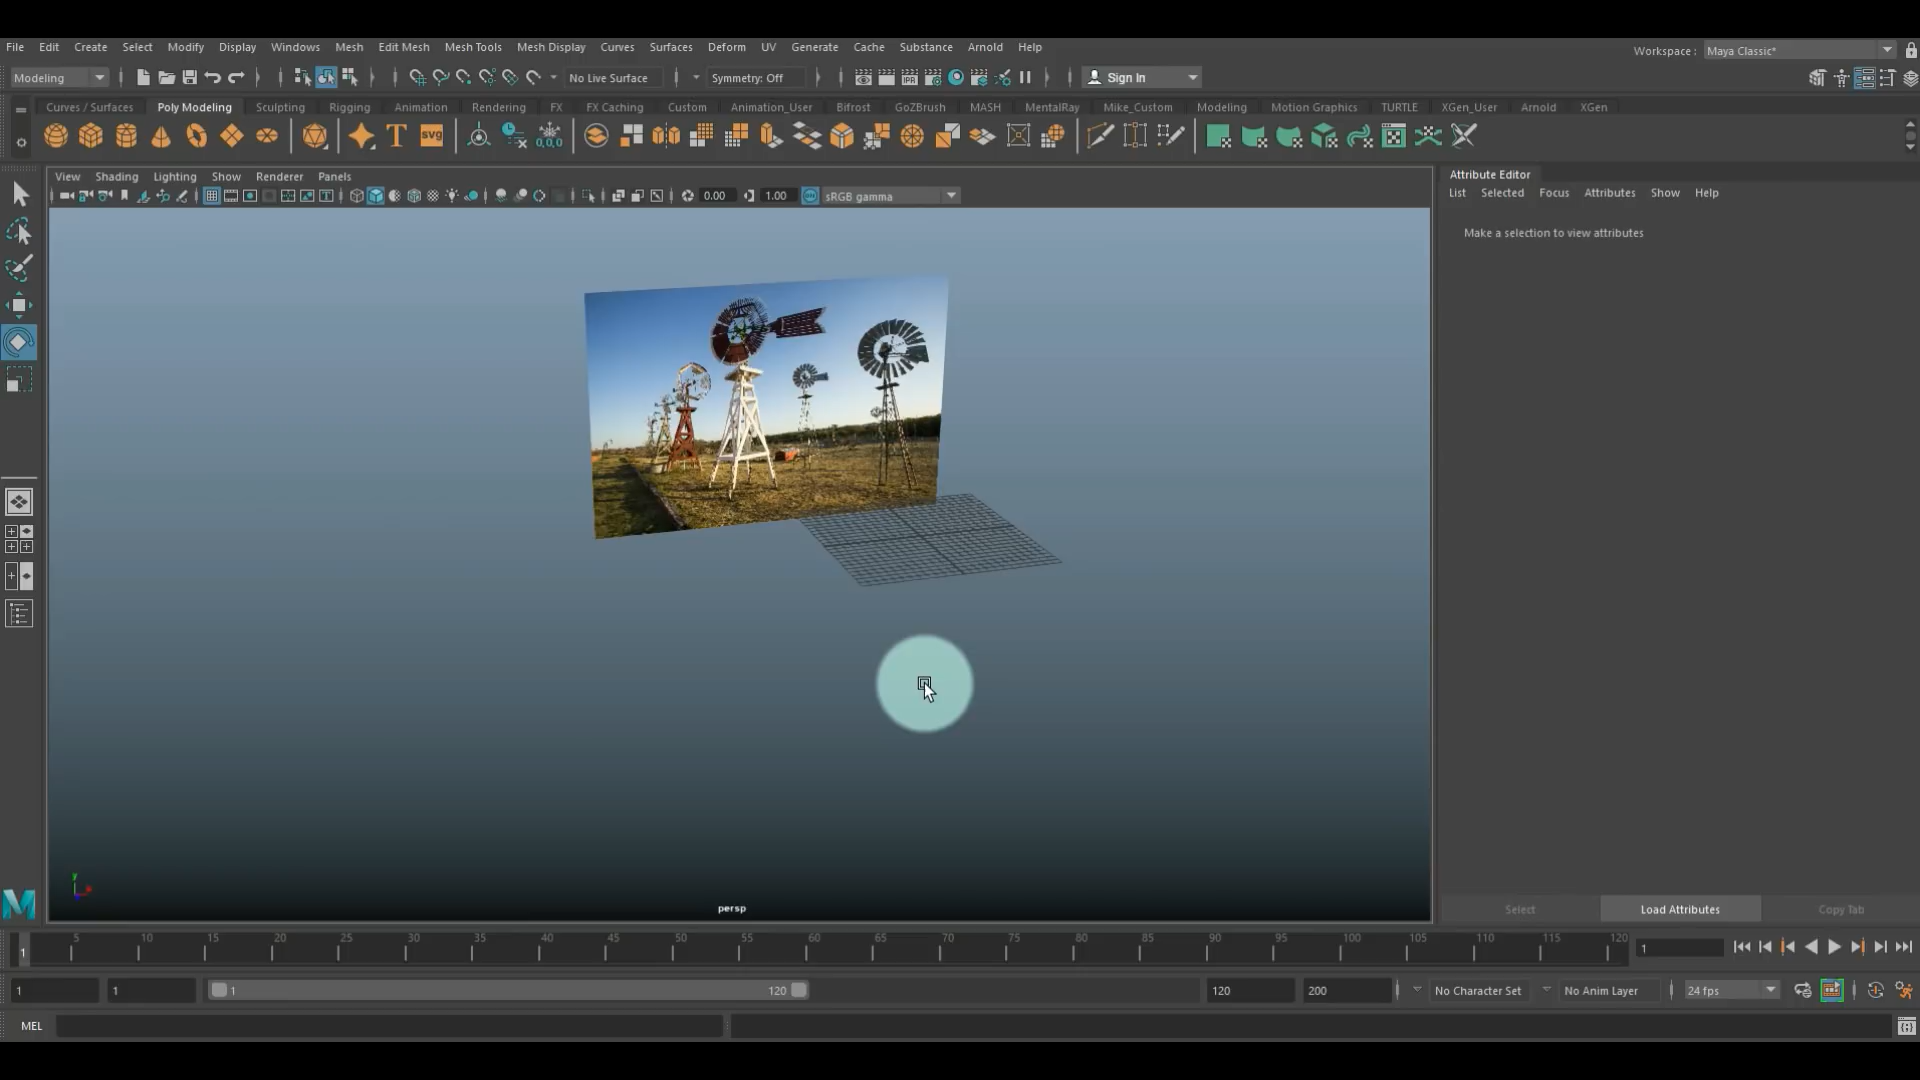 File Edit Create Select Modify Display Windows Mesh Edit Mesh Mesh Tools Mesh Display Curves Surfaces Deform UV Generate Cache Substance Arnold Help
Workspace : Maya Classic*
Modeling No Live Surface Symmetry: Off IPR Sign In
Curves / Surfaces Poly Modeling Sculpting Rigging Animation Rendering FX FX Caching Custom Animation_User Bifrost GoZBrush MASH MentalRay Mike_Custom Modeling Motion Graphics TURTLE XGen_User Arnold XGen
T SVG 0,0,0
View Shading Lighting Show Renderer Panels
0.00 1.00 sRGB gamma
Attribute Editor
List Selected Focus Attributes Show Help
Make a selection to view attributes
y
persp
Select Load Attributes Copy Tab
1 5 10 15 20 25 30 35 40 45 50 55 60 65 70 75 80 85 90 95 100 105 110 115 120 1
1 1 1 120 120 200 No Character Set No Anim Layer 24 fps
MEL